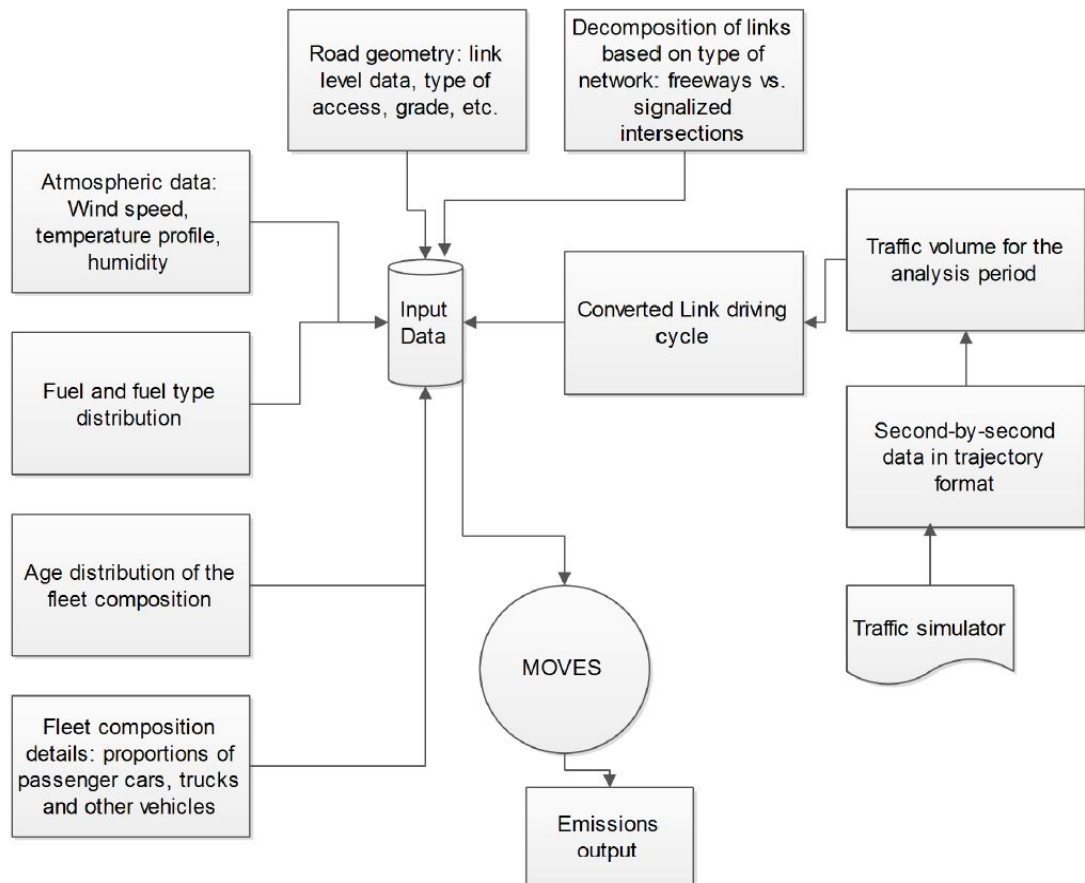 Road geometry: link
level data, type of
access, grade, etc.
Decomposition of links
based on type of
network: freeways vs.
signalized
intersections
Atmospheric data:
Wind speed,
temperature profile,
humidity
Traffic volume for the
analysis period
Input
Data
Converted Link driving
cycle
Fuel and fuel type
distribution
Second-by-second
data in trajectory
format
Age distribution of the
fleet composition
Traffic simulator
MOVES
Fleet composition
details: proportions of
passenger cars, trucks
and other vehicles
Emissions
output